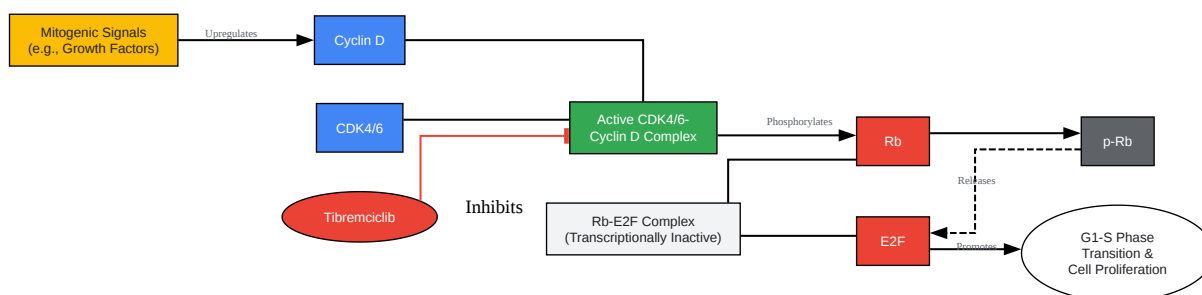 Mitogenic Signals
(e.g., Growth Factors)
Upregulates
Cyclin D
CDK4/6
Active CDK4/6-
Cyclin D Complex
Phosphorylates
Rb
p-Rb
Releases
Tibremciclib
Inhibits
Rb-E2F Complex
(Transcriptionally Inactive)
E2F
Promotes
G1-S Phase
Transition &
Cell Proliferation